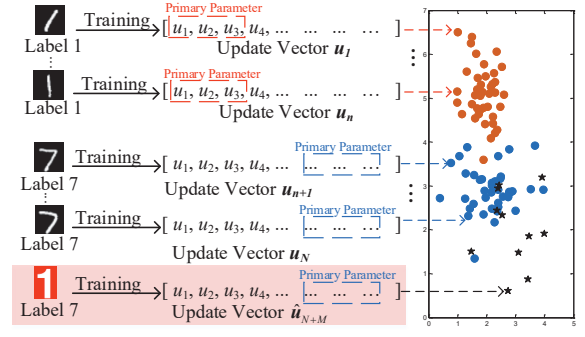 Primary Parameter
Training [ u1, u2, u3, u4, ... ... ... ... ]
Label 1 Update Vector u1
Primary Parameter
Training [ u1, u2, u3, u4, ... ... ... ... ]
Label 1 Update Vector un
Primary Parameter
Training [ u1, u2, u3, u4, ... ... ... ... ]
Label 7 Update Vector un+1
Primary Parameter
Training [ u1, u2, u3, u4, ... ... ... ... ]
Label 7 Update Vector uN
1 Primary Parameter
Training [ u1, u2, u3, u4, ... ... ... ... ]
Label 7 Update Vector ûN+M
7
6
5
4
3
2
1
0
0 1 2 3 4 5 6